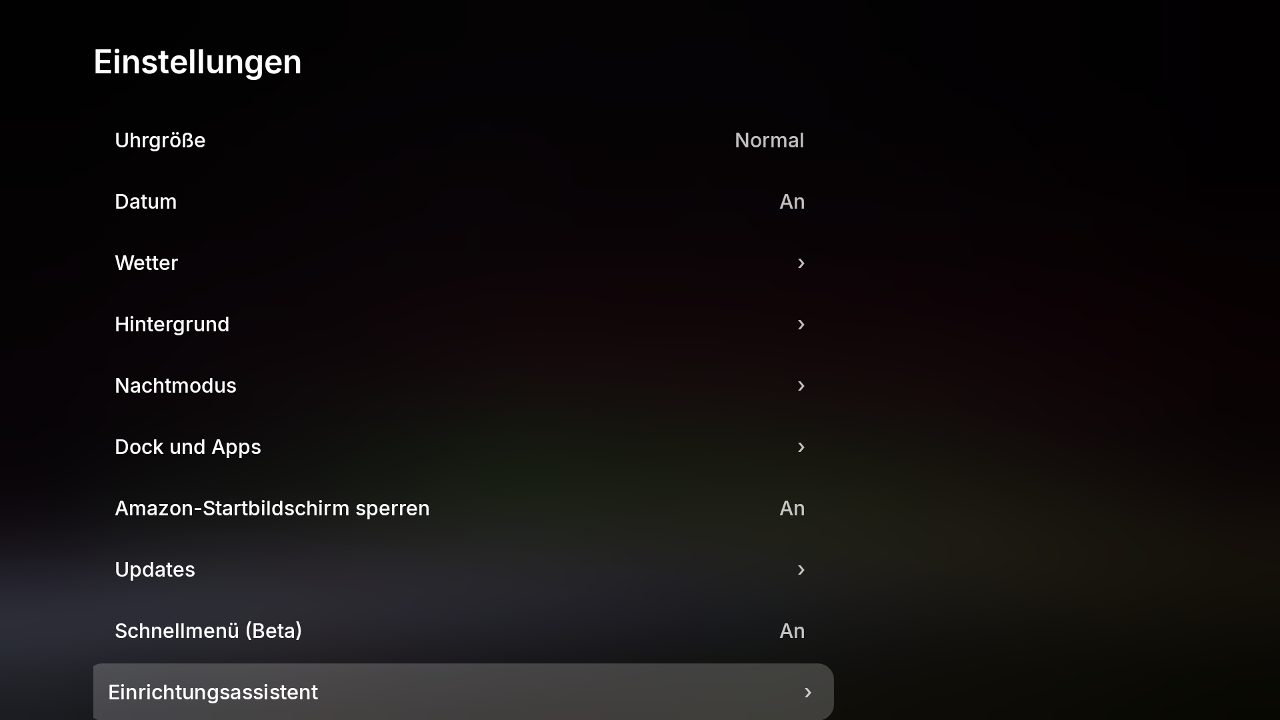 Einstellungen
Uhrgröße Normal
Datum An
Wetter ›
Hintergrund ›
Nachtmodus ›
Dock und Apps ›
Amazon-Startbildschirm sperren An
Updates ›
Schnellmenü (Beta) An
Einrichtungsassistent ›